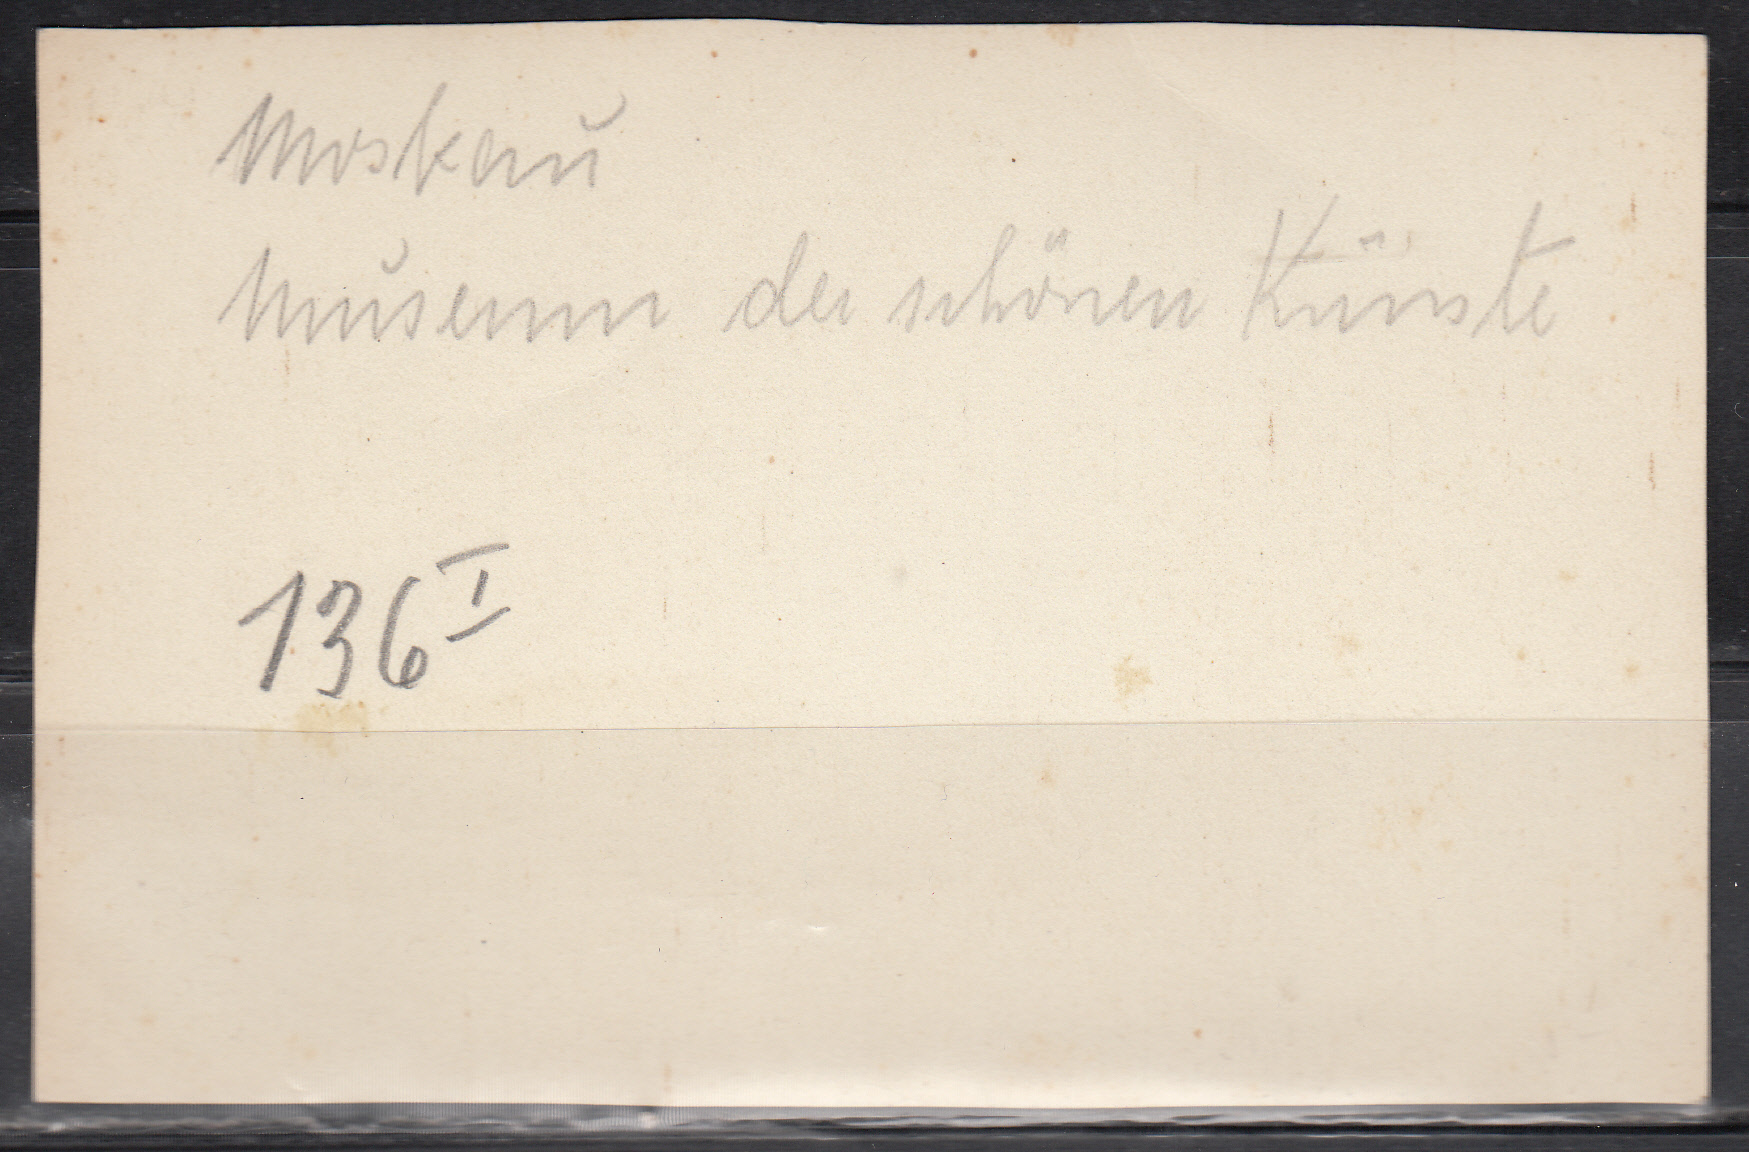 Moskau
Museum der schönen Künste
136 I